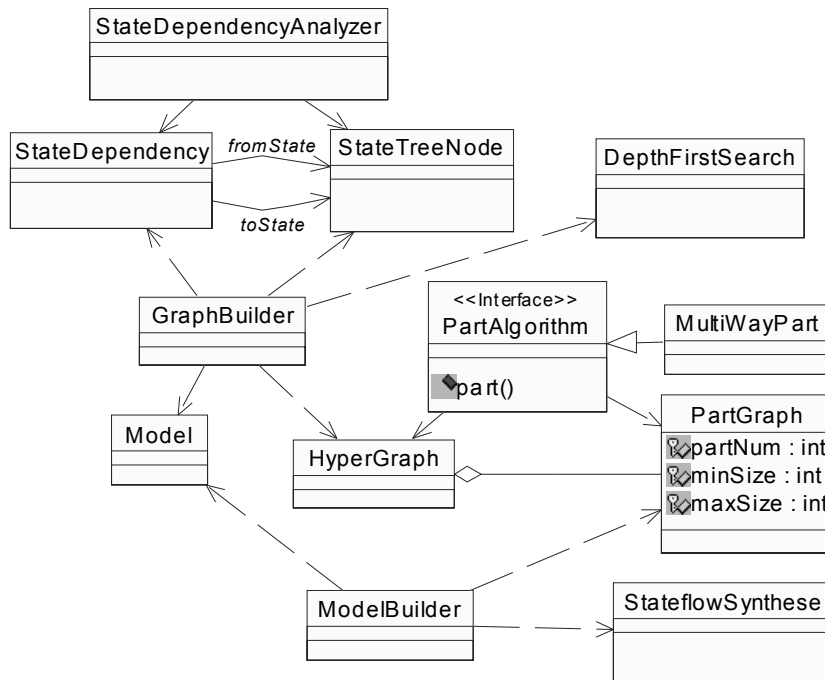 StateDependencyAnalyzer
StateDependency
fromState
StateTreeNode
toState
DepthFirstSearch
GraphBuilder
<<Interface>>
PartAlgorithm
part()
MultiWayPart
Model
HyperGraph
PartGraph
partNum : int
minSize : int
maxSize : int
ModelBuilder
StateflowSynthese